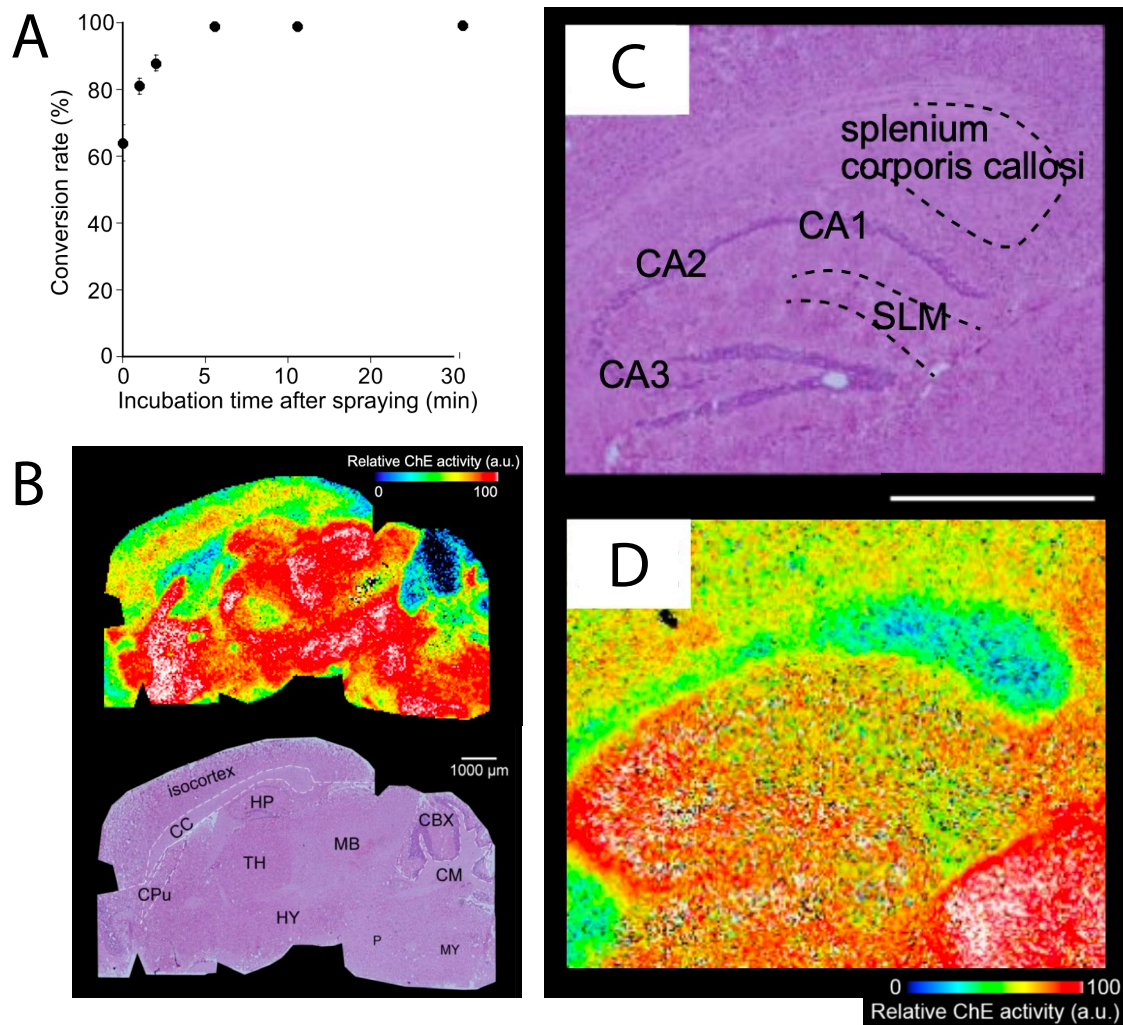 A
100
80
60
40
20
0
Conversion rate (%)
0 5 10 20 30
Incubation time after spraying (min)
B
Relative ChE activity (a.u.)
0 100
1000 µm
isocortex
CC
HP
CBX
MB
TH
CM
CPu
HY
P
MY
C
splenium
corporis callosi
CA1
CA2
SLM
CA3
D
0 100
Relative ChE activity (a.u.)